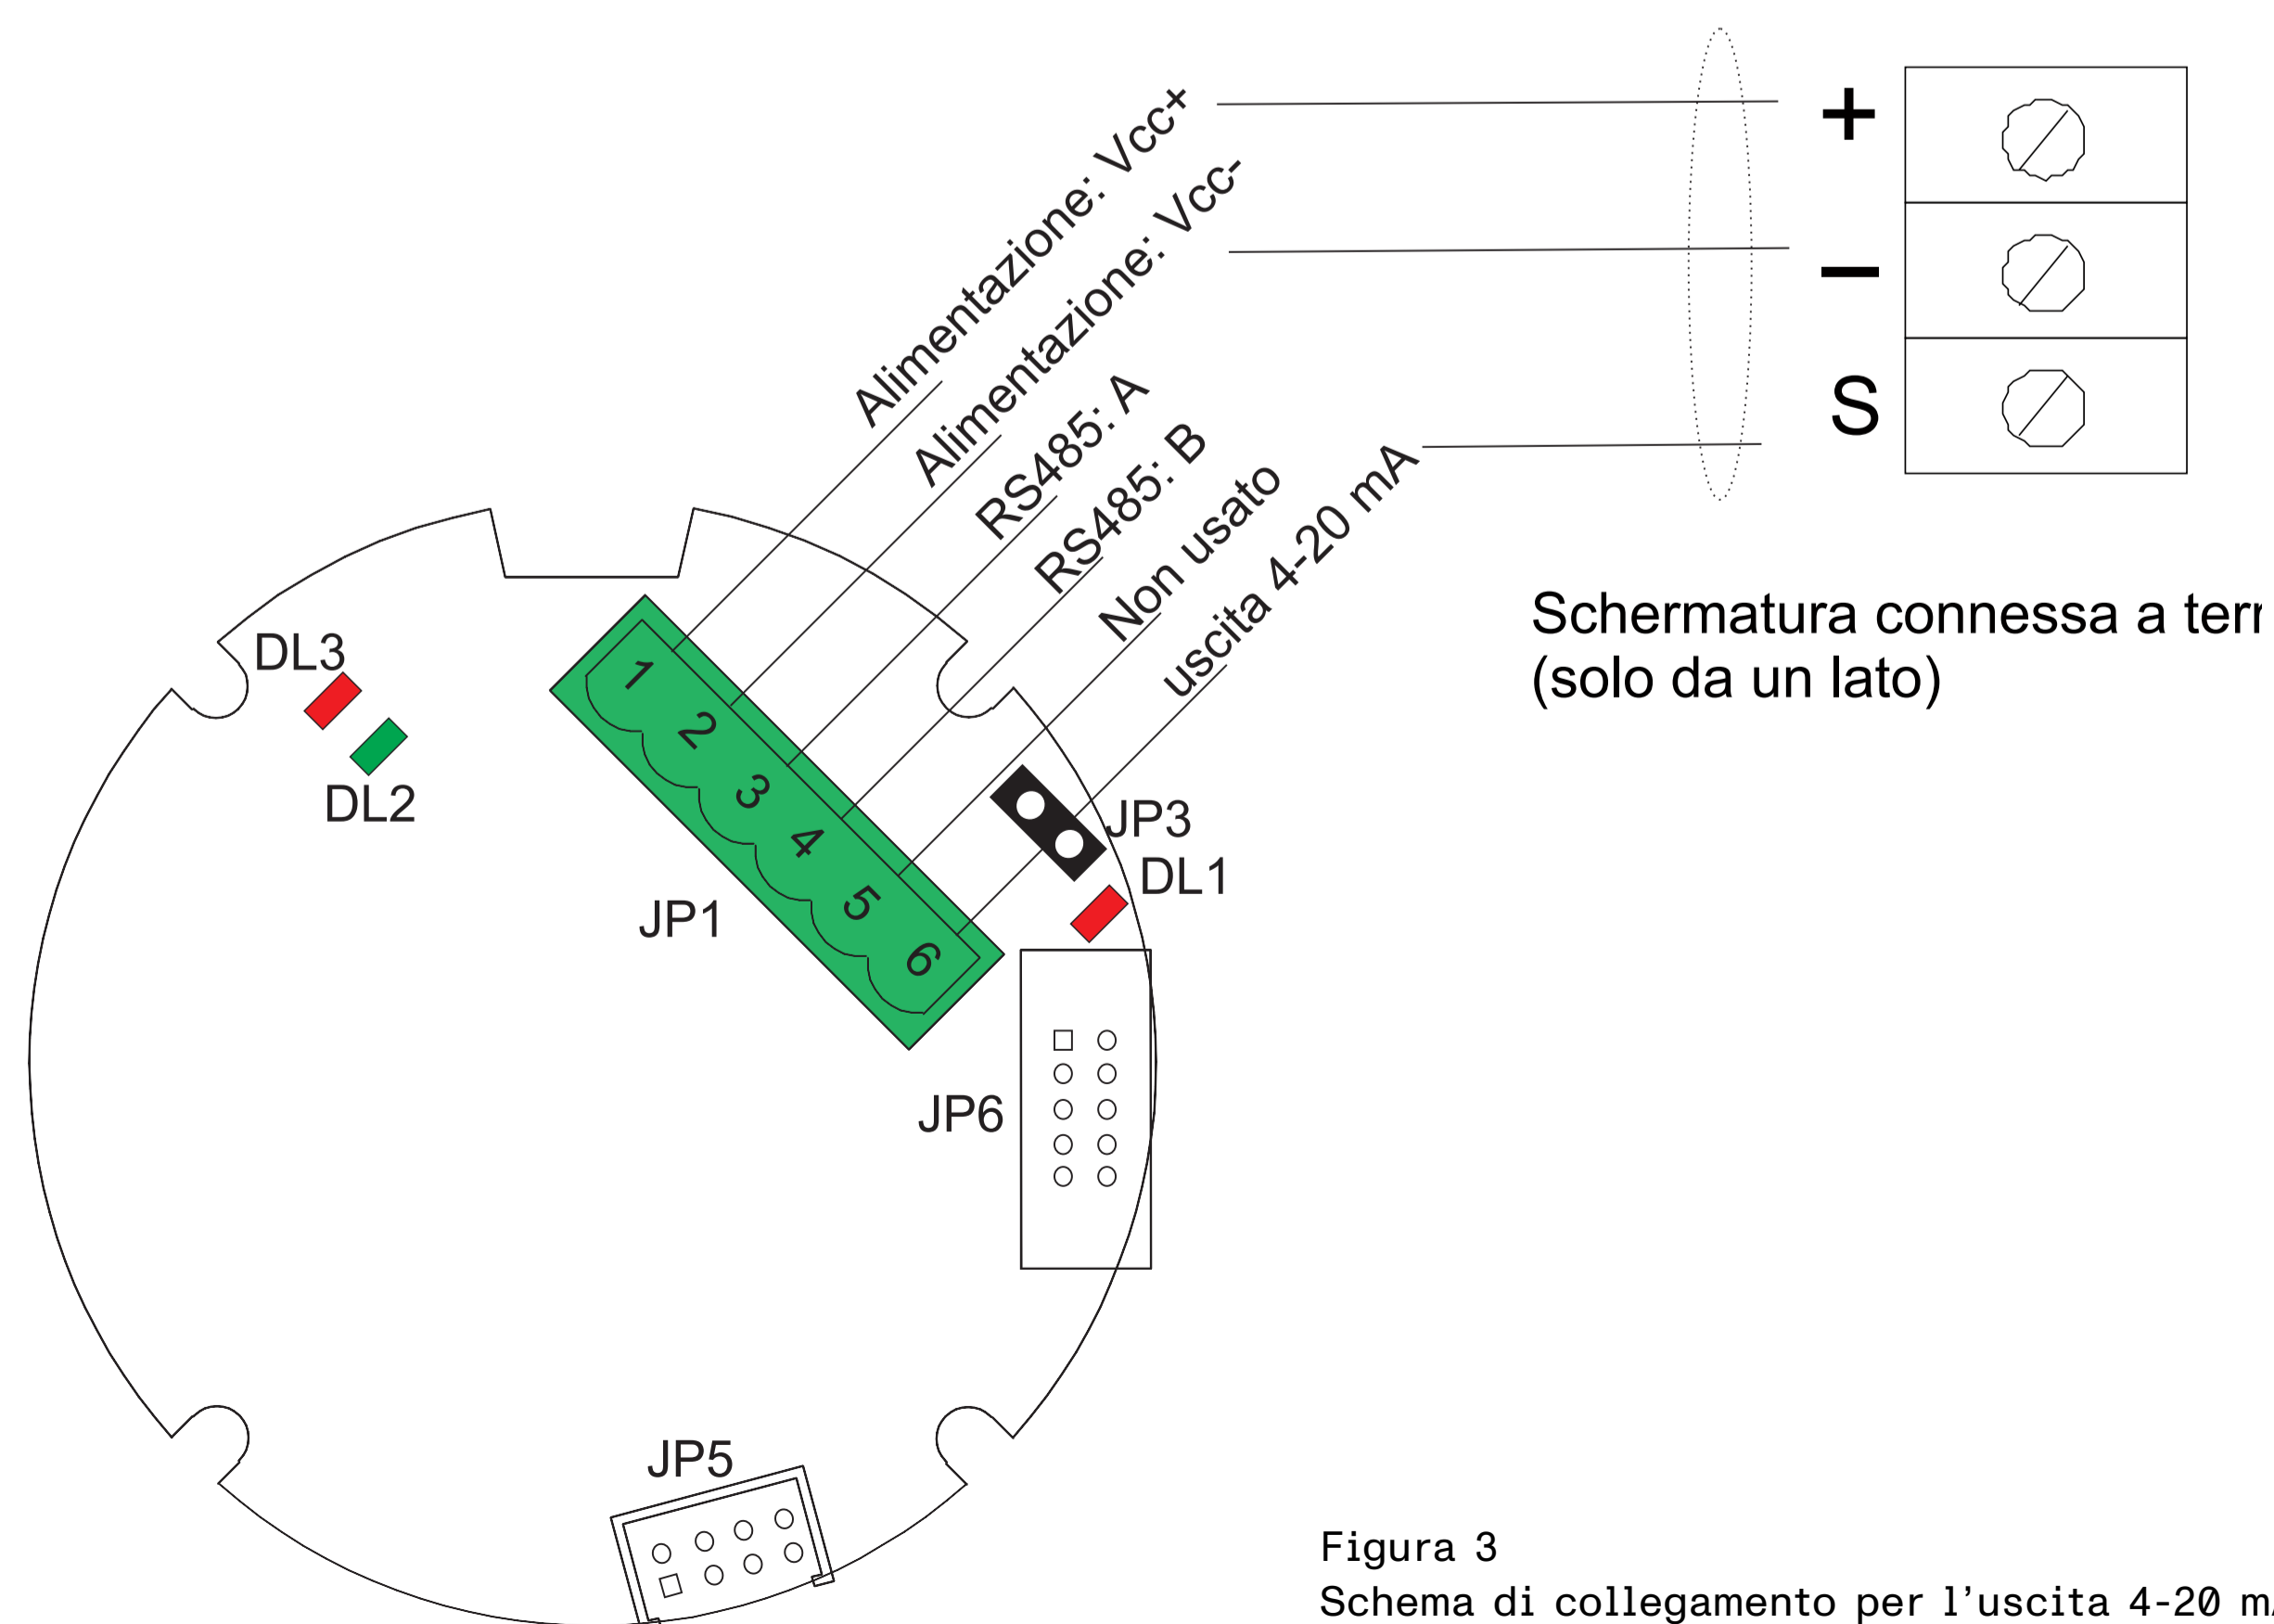 Alimentazione: Vcc+
Alimentazione: Vcc-
RS485: A
RS485: B
Non usato
uscita 4-20 mA
+
−
S
Schermatura connessa a
(solo da un lato)
DL3
DL2
1
2
3
4
5
6
JP1
JP3
DL1
JP6
JP5
Figura 3
Schema di collegamento per l'uscita 4-20